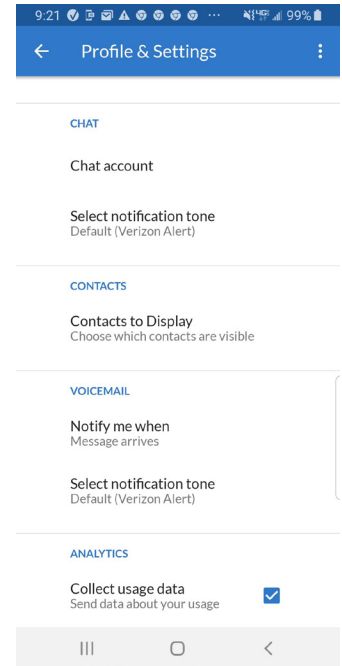 9:21 ... 4G 99%
Profile & Settings
CHAT
Chat account
Select notification tone
Default (Verizon Alert)
CONTACTS
Contacts to Display
Choose which contacts are visible
VOICEMAIL
Notify me when
Message arrives
Select notification tone
Default (Verizon Alert)
ANALYTICS
Collect usage data
Send data about your usage